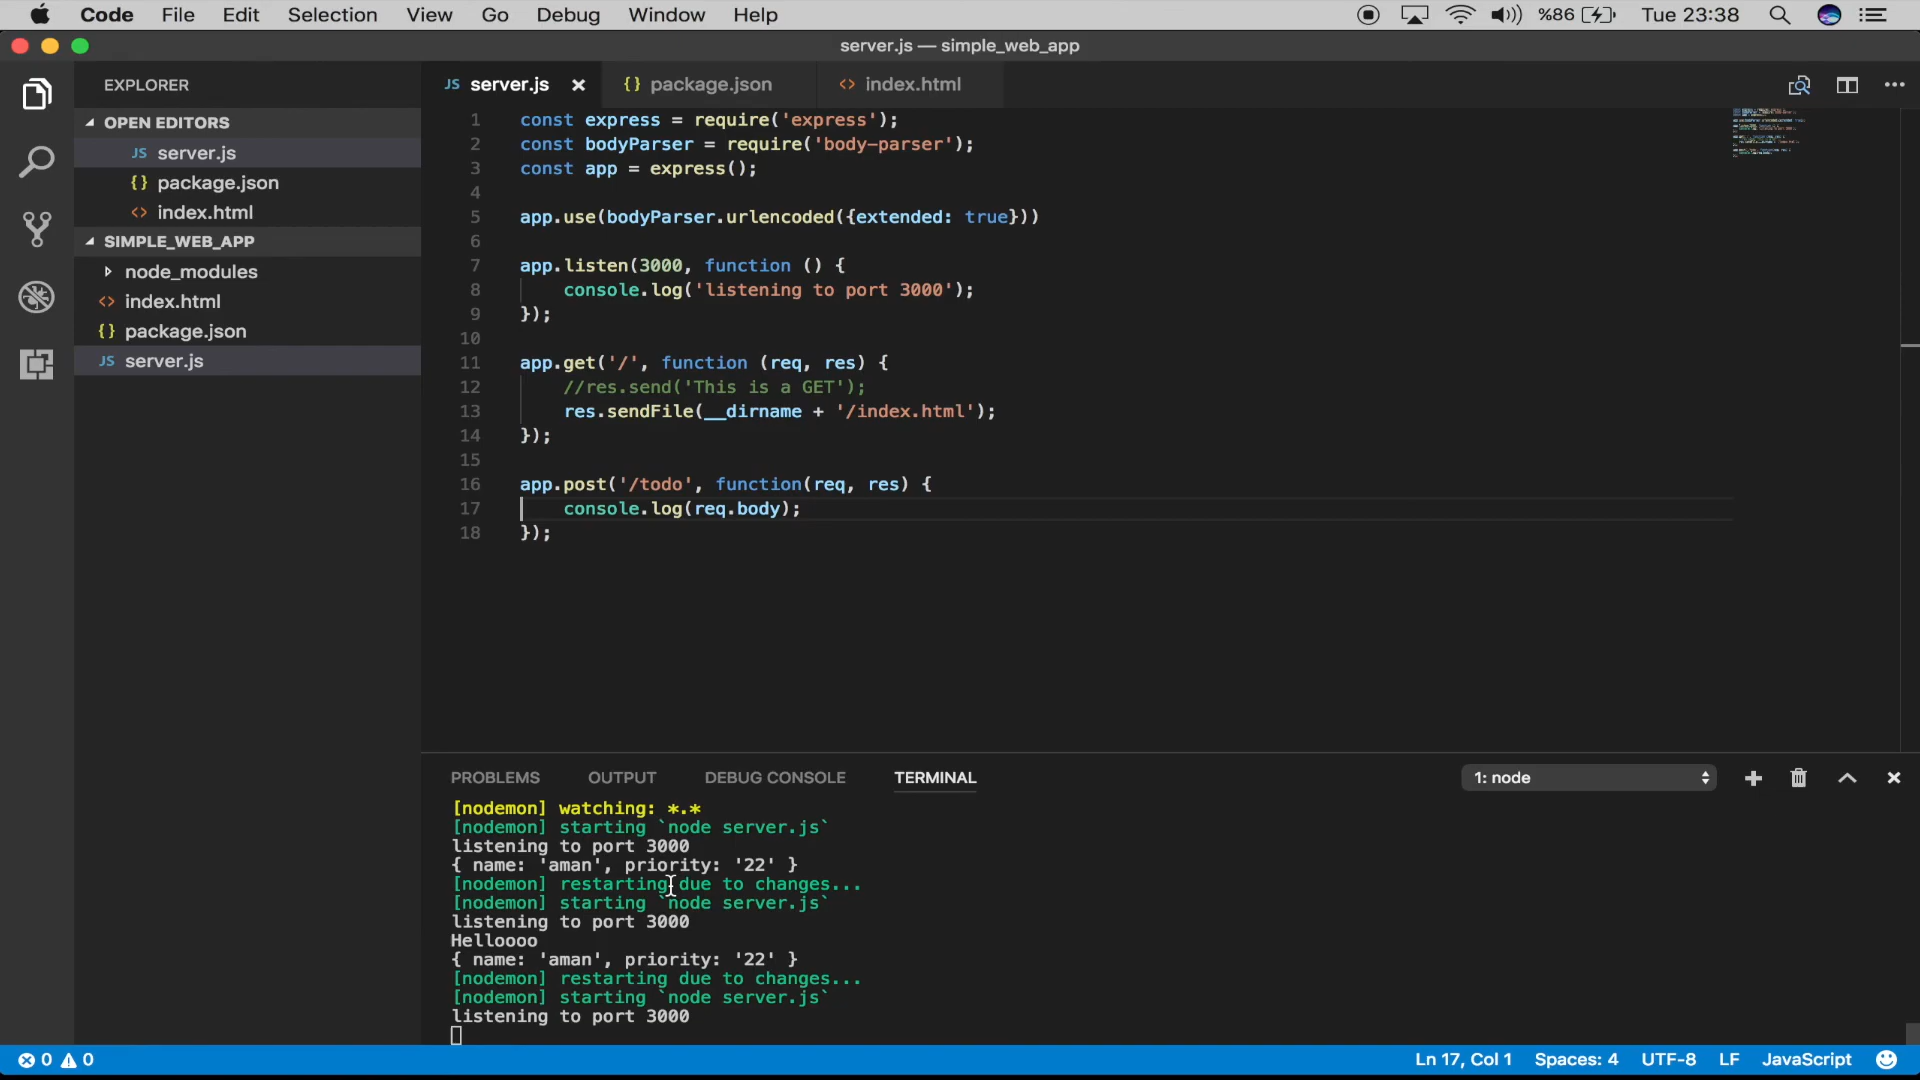 Code File Edit Selection View Go Debug Window Help %86 Tue 23:38
server.js — simple_web_app
EXPLORER
OPEN EDITORS
JS server.js
{} package.json
<> index.html
SIMPLE_WEB_APP
node_modules
<> index.html
{} package.json
JS server.js
JS server.js {} package.json <> index.html
1 const express = require('express');
2 const bodyParser = require('body-parser');
3 const app = express();
4
5 app.use(bodyParser.urlencoded({extended: true}))
6
7 app.listen(3000, function () {
8 console.log('listening to port 3000');
9 });
10
11 app.get('/', function (req, res) {
12 //res.send('This is a GET');
13 res.sendFile(__dirname + '/index.html');
14 });
15
16 app.post('/todo', function(req, res) {
17 console.log(req.body);
18 });
PROBLEMS OUTPUT DEBUG CONSOLE TERMINAL 1: node
[nodemon] watching: *.*
[nodemon] starting `node server.js`
listening to port 3000
{ name: 'aman', priority: '22' }
[nodemon] restarting due to changes...
[nodemon] starting `node server.js`
listening to port 3000
Helloooo
{ name: 'aman', priority: '22' }
[nodemon] restarting due to changes...
[nodemon] starting `node server.js`
listening to port 3000
0 0 Ln 17, Col 1 Spaces: 4 UTF-8 LF JavaScript